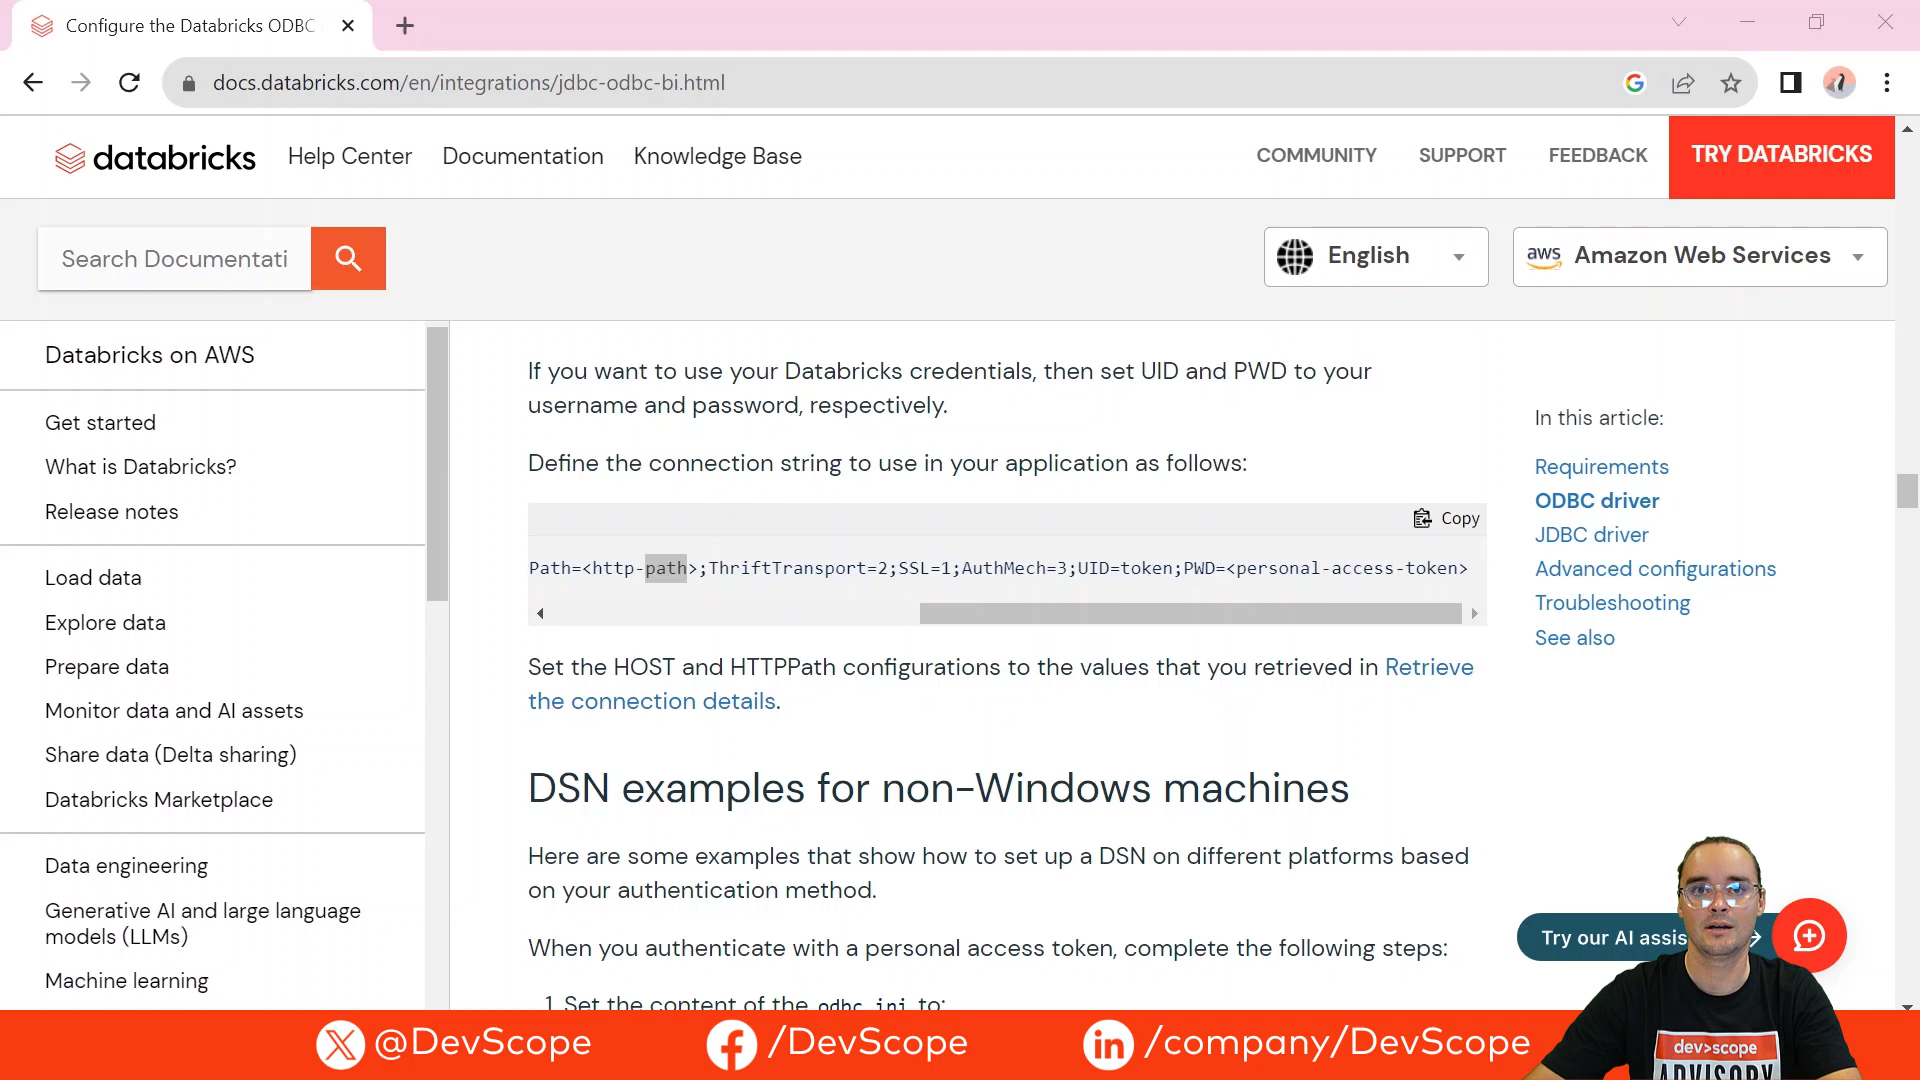 Configure the Databricks ODBC
docs.databricks.com/en/integrations/jdbc-odbc-bi.html
databricks
Help Center
Documentation
Knowledge Base
COMMUNITY
SUPPORT
FEEDBACK
TRY DATABRICKS
Search Documentati
English
aws
Amazon Web Services
Databricks on AWS
Get started
What is Databricks?
Release notes
Load data
Explore data
Prepare data
Monitor data and AI assets
Share data (Delta sharing)
Databricks Marketplace
Data engineering
Generative AI and large language
models (LLMs)
Machine learning
If you want to use your Databricks credentials, then set UID and PWD to your
username and password, respectively.
Define the connection string to use in your application as follows:
Copy
Path=<http-path>;ThriftTransport=2;SSL=1;AuthMech=3;UID=token;PWD=<personal-access-token>
Set the HOST and HTTPPath configurations to the values that you retrieved in Retrieve
the connection details.
DSN examples for non-Windows machines
Here are some examples that show how to set up a DSN on different platforms based
on your authentication method.
When you authenticate with a personal access token, complete the following steps:
1. Set the content of the odbc.ini to:
In this article:
Requirements
ODBC driver
JDBC driver
Advanced configurations
Troubleshooting
See also
Try our AI assis
@DevScope
/DevScope
/company/DevScope
dev>scope
ADVISORY